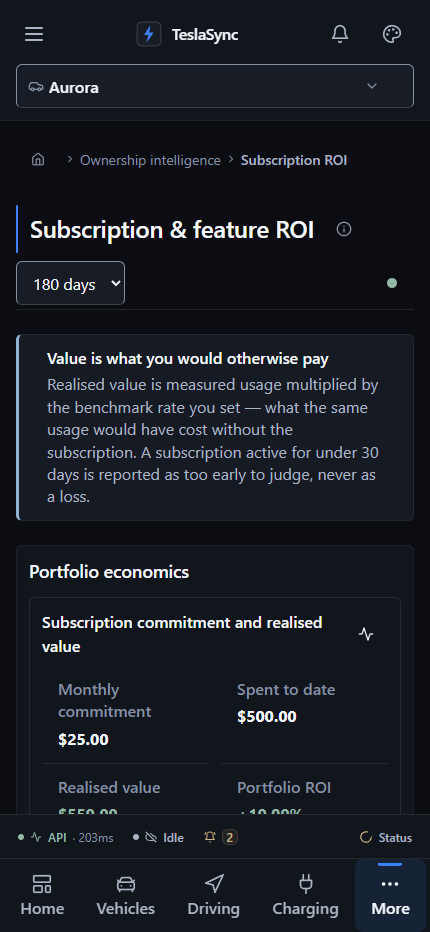 TeslaSync
Aurora
Ownership intelligence
Subscription ROI
Subscription & feature ROI
180 days
Value is what you would otherwise pay
Realised value is measured usage multiplied by
the benchmark rate you set — what the same
usage would have cost without the
subscription. A subscription active for under 30
days is reported as too early to judge, never as
a loss.
Portfolio economics
Subscription commitment and realised
value
Monthly
commitment
$25.00
Spent to date
$500.00
Realised value
$550.00
Portfolio ROI
API · 203ms
Idle
2
Status
Home
Vehicles
Driving
Charging
More